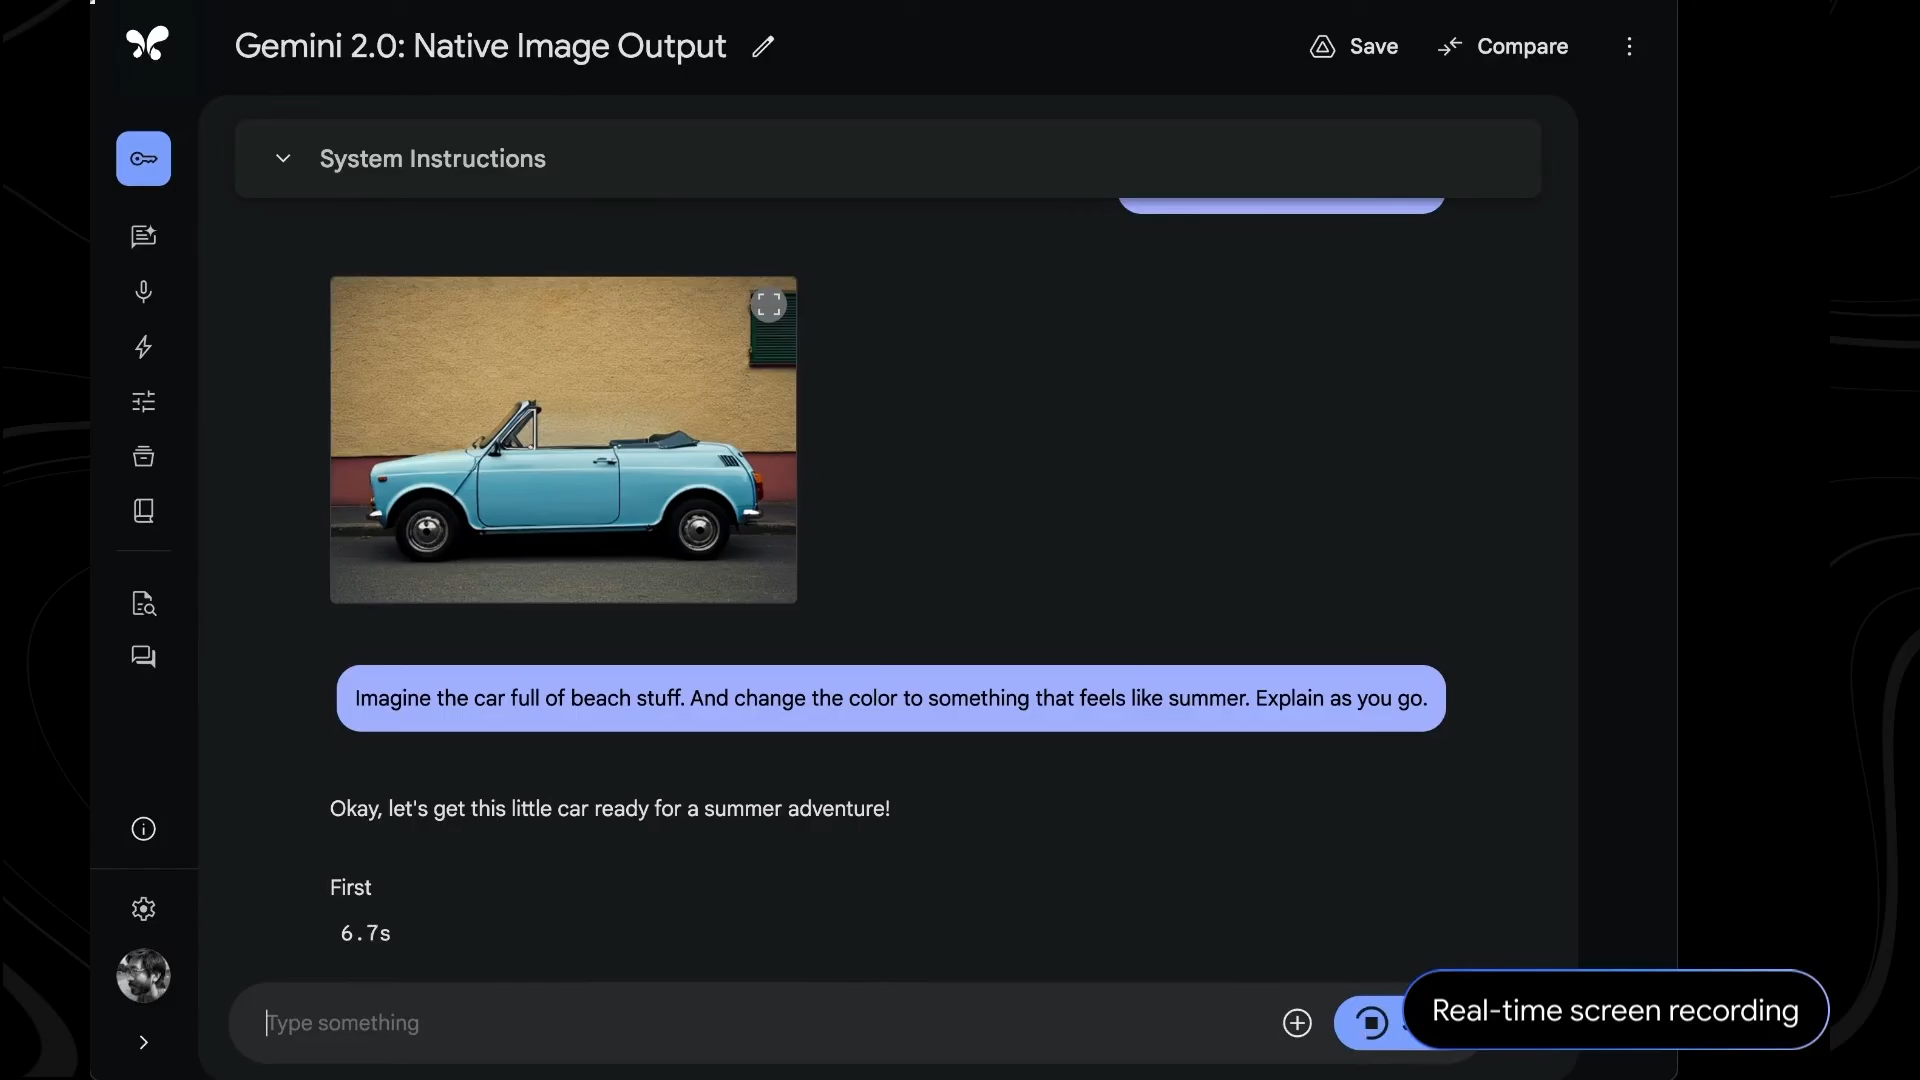 Gemini 2.0: Native Image Output
Save
Compare
System Instructions
Imagine the car full of beach stuff. And change the color to something that feels like summer. Explain as you go.
Okay, let's get this little car ready for a summer adventure!
First
6.7s
Type something
Real-time screen recording